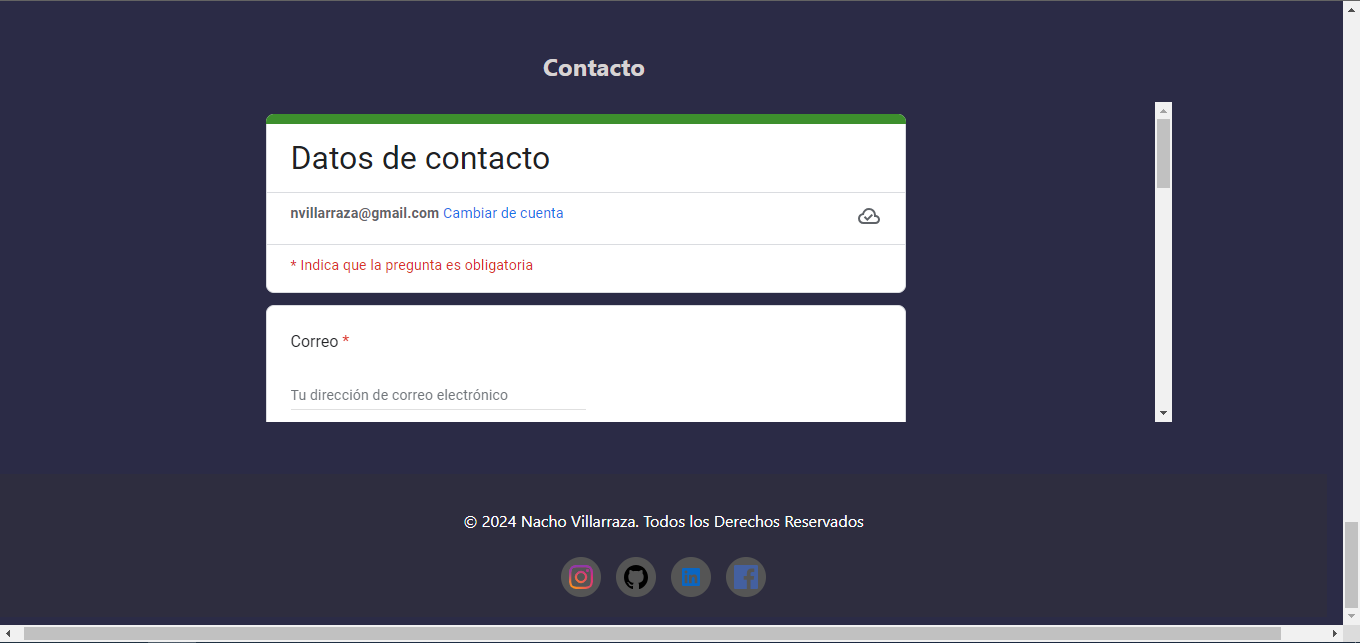 Contacto
Datos de contacto
nvillarraza@gmail.com Cambiar de cuenta
* Indica que la pregunta es obligatoria
Correo *
Tu dirección de correo electrónico
© 2024 Nacho Villarraza. Todos los Derechos Reservados